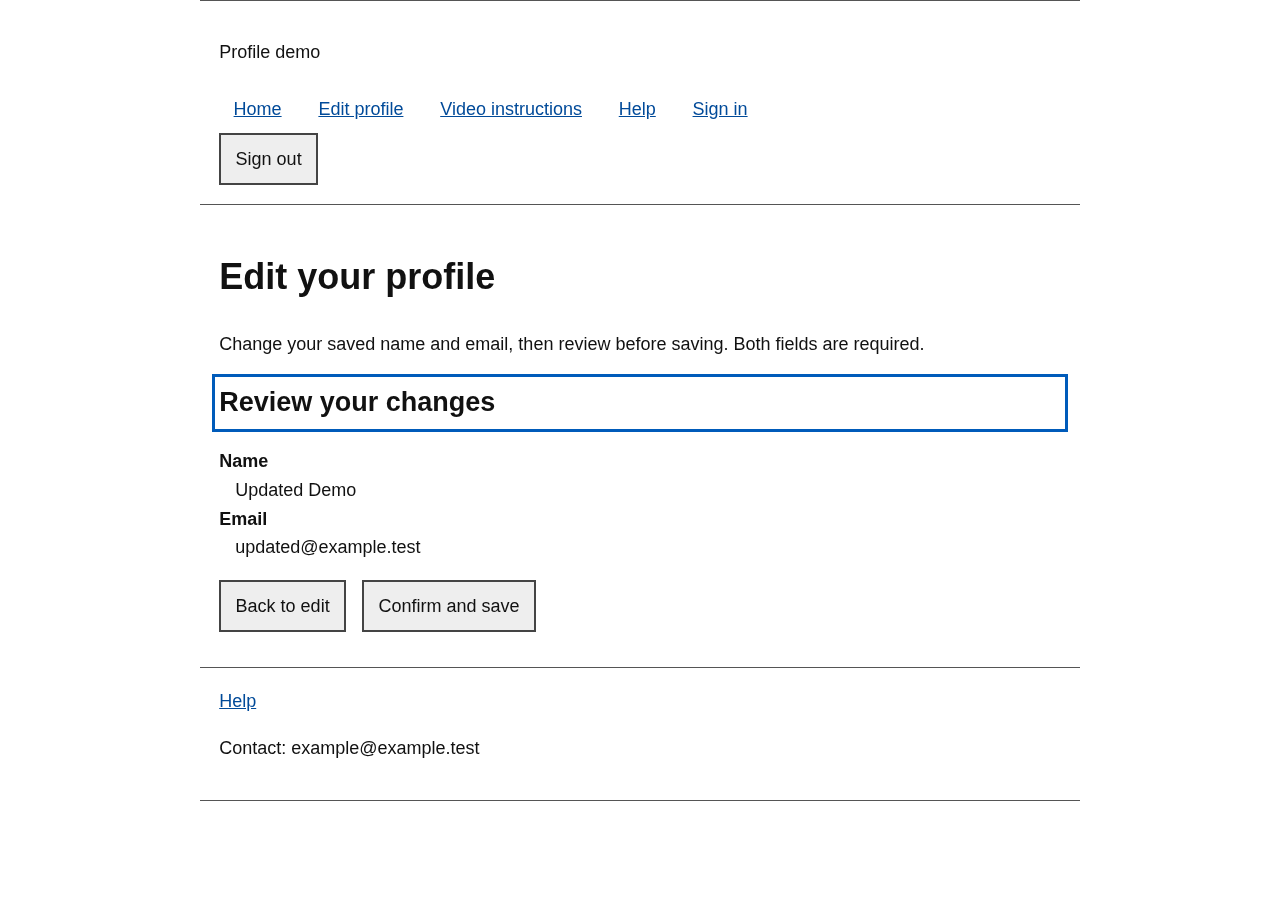 Profile demo
Home Edit profile Video instructions Help Sign in
Sign out
Edit your profile
Change your saved name and email, then review before saving. Both fields are required.
Review your changes
Name
Updated Demo
Email
updated@example.test
Back to edit Confirm and save
Help
Contact: example@example.test